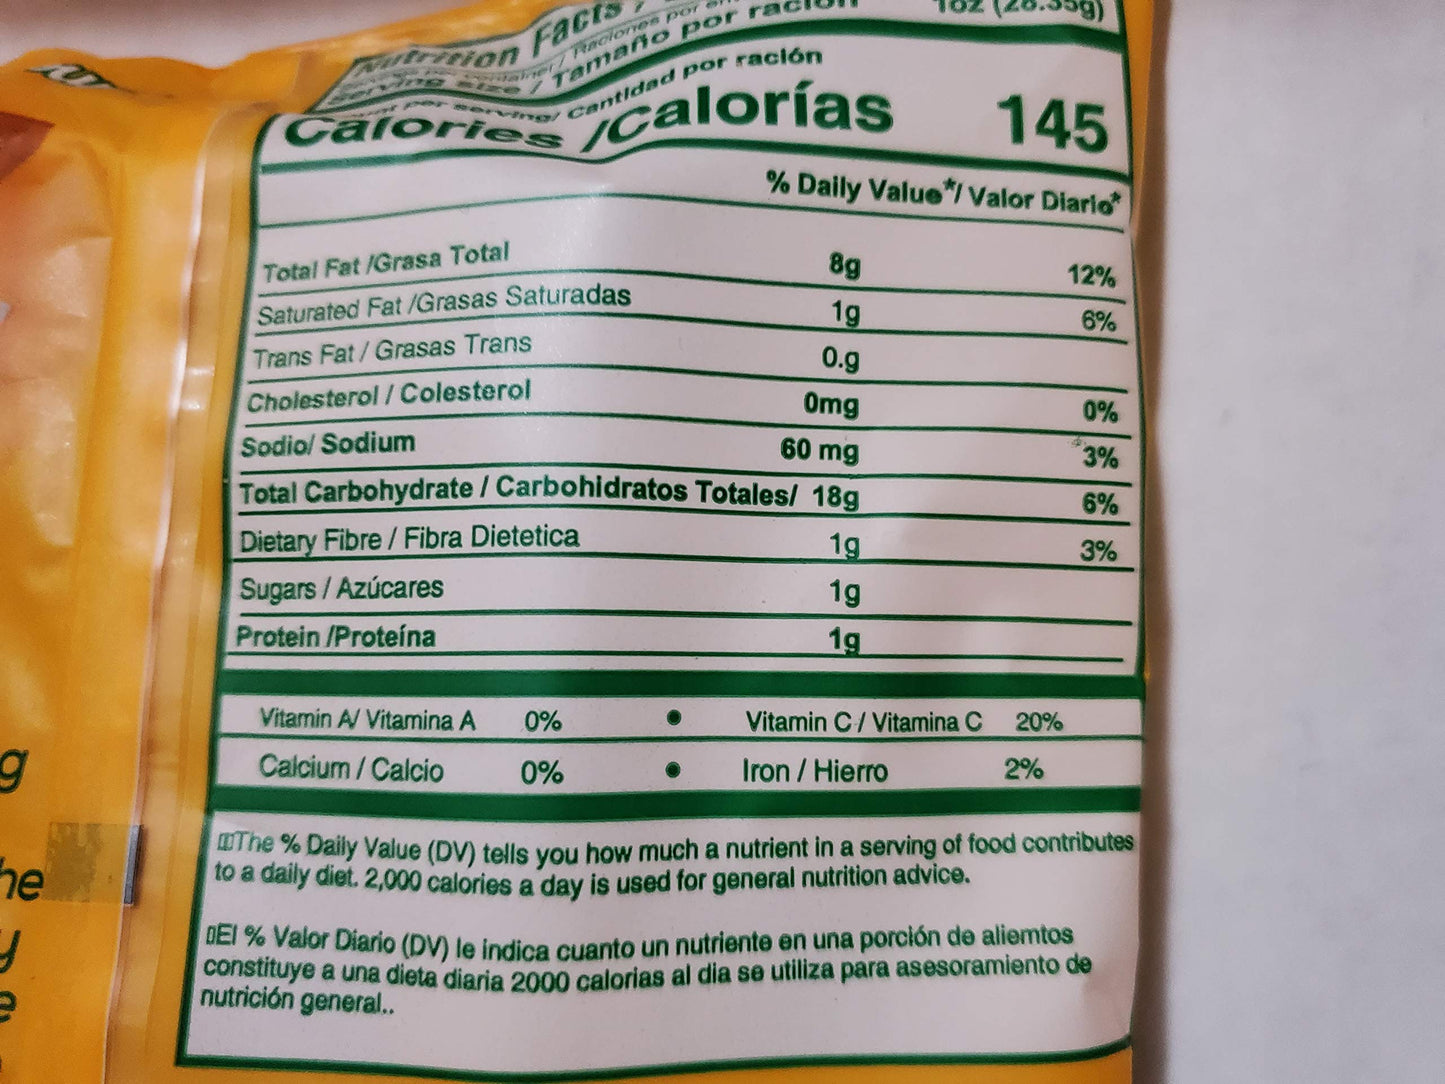 Nutrition Facts /
Serving size / Tamaño por ración 1oz (28.35g)
Amount per serving/ Cantidad por ración
Calories /Calorías 145
% Daily Value*/ Valor Diario*
Total Fat /Grasa Total 8g 12%
Saturated Fat /Grasas Saturadas 1g 6%
Trans Fat / Grasas Trans 0.g
Cholesterol / Colesterol 0mg 0%
Sodio/ Sodium 60 mg 3%
Total Carbohydrate / Carbohidratos Totales/ 18g 6%
Dietary Fibre / Fibra Dietetica 1g 3%
Sugars / Azúcares 1g
Protein /Proteína 1g
Vitamin A/ Vitamina A 0% • Vitamin C / Vitamina C 20%
Calcium / Calcio 0% • Iron / Hierro 2%
The % Daily Value (DV) tells you how much a nutrient in a serving of food contributes
to a daily diet. 2,000 calories a day is used for general nutrition advice.
El % Valor Diario (DV) le indica cuanto un nutriente en una porción de aliemtos
constituye a una dieta diaria 2000 calorias al dia se utiliza para asesoramiento de
nutrición general..